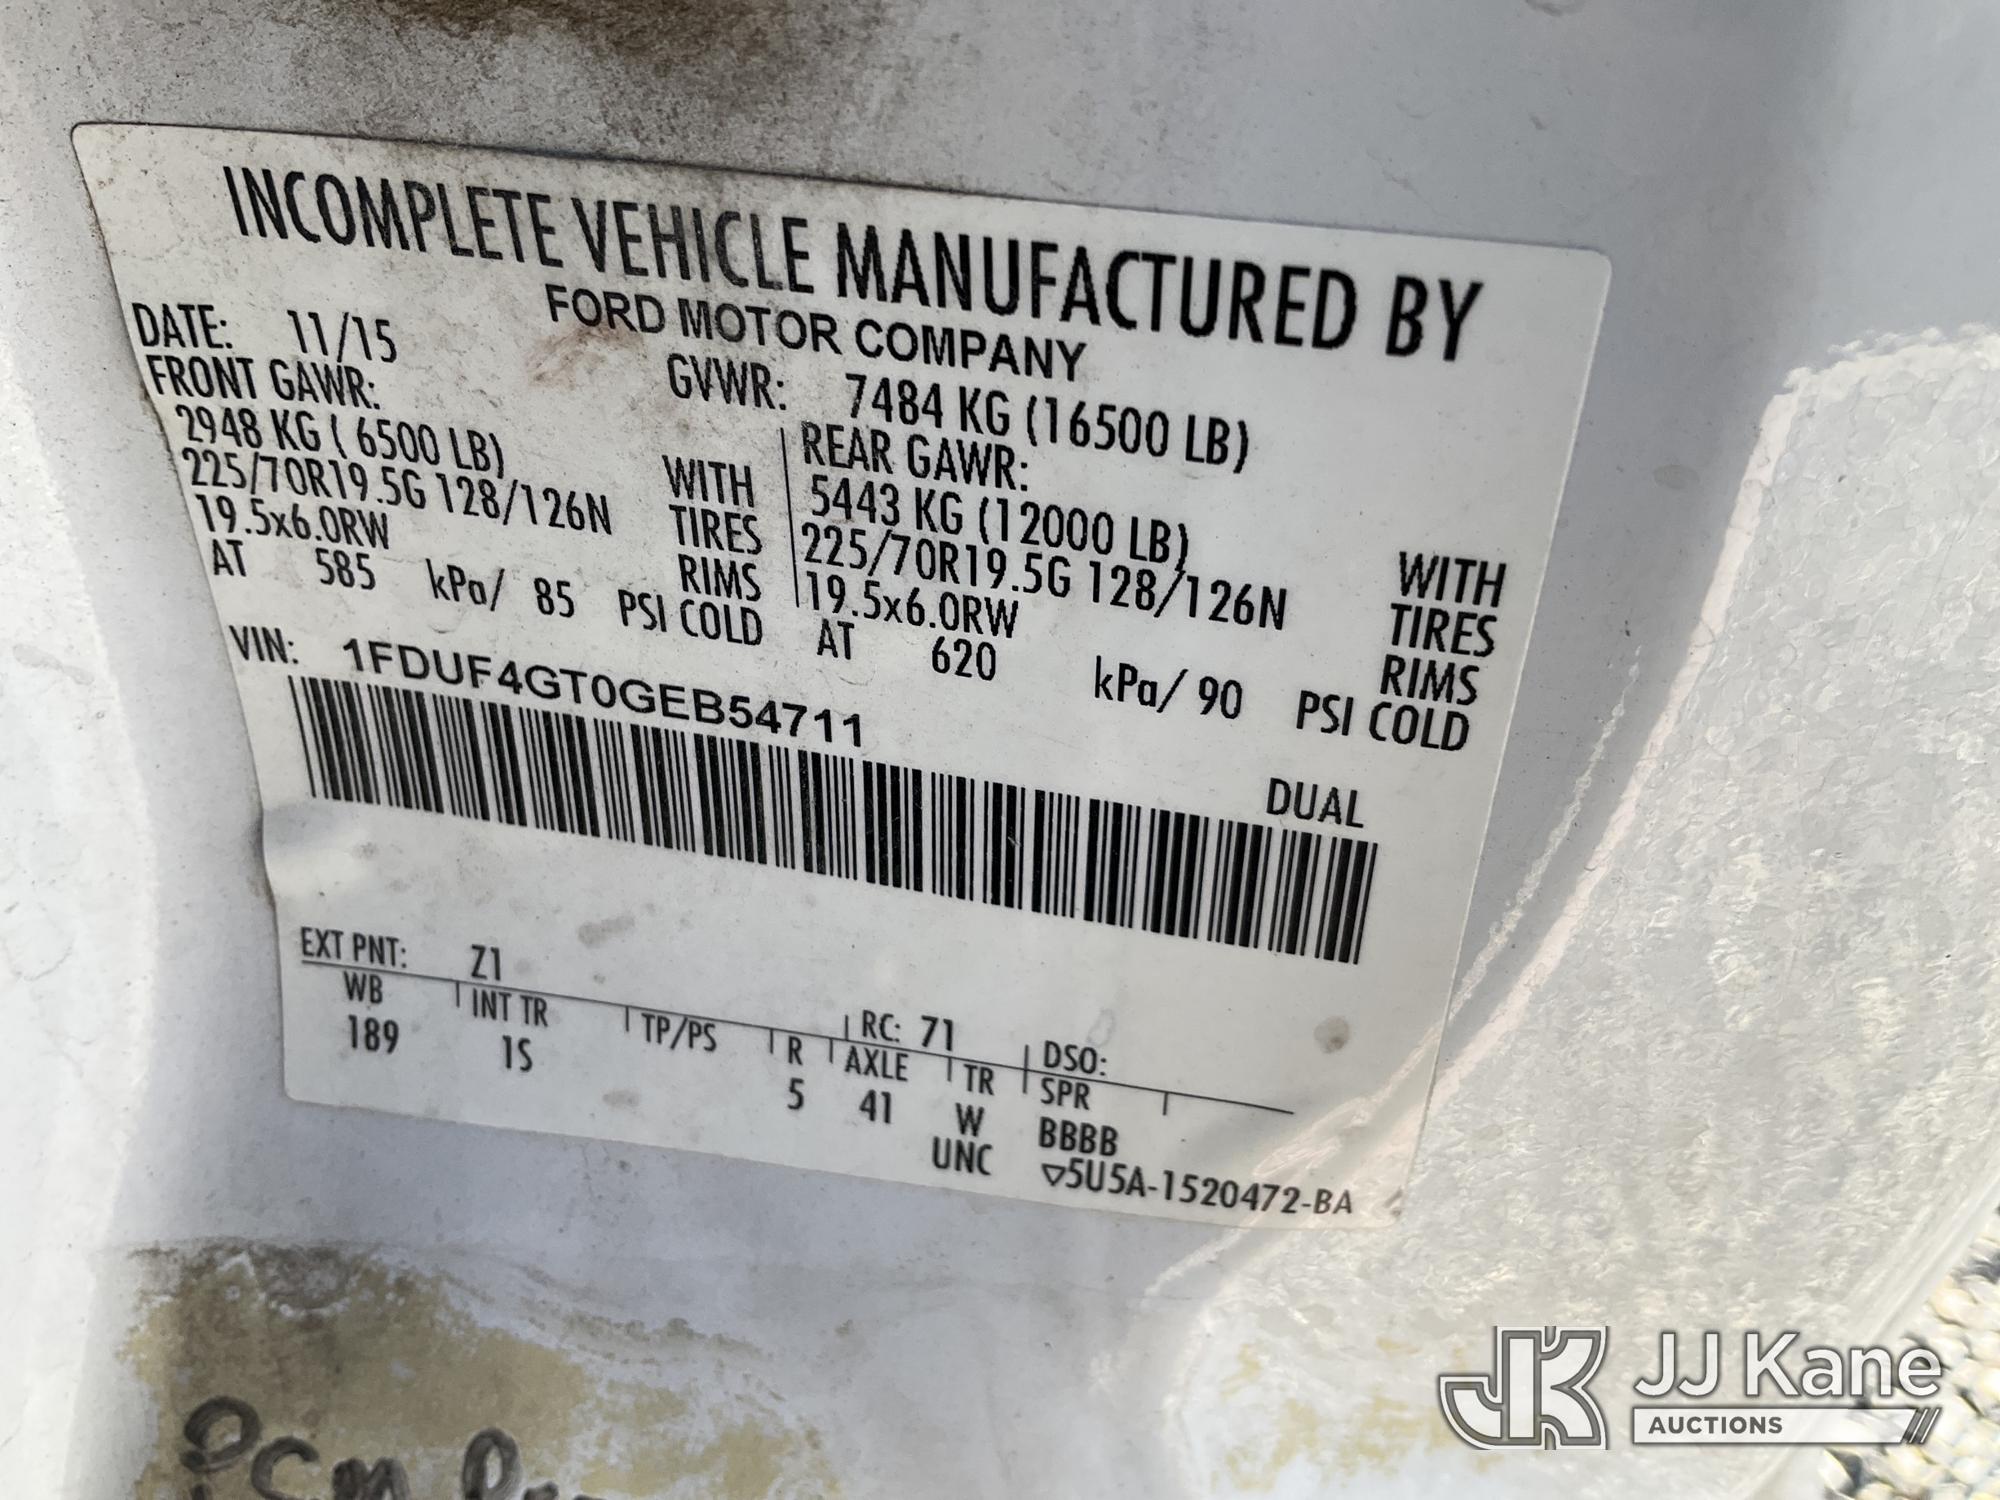 INCOMPLETE VEHICLE MANUFACTURED BY
FORD MOTOR COMPANY
DATE: 11/15 GVWR: 7484 KG (16500 LB)
FRONT GAWR: REAR GAWR:
2948 KG ( 6500 LB) WITH 5443 KG (12000 LB) WITH
225/70R19.5G 128/126N TIRES 225/70R19.5G 128/126N TIRES
19.5x6.0RW RIMS 19.5x6.0RW RIMS
AT 585 kPa/ 85 PSI COLD AT 620 kPa/ 90 PSI COLD
VIN: 1FDUF4GT0GEB54711
DUAL
EXT PNT: Z1 RC: 71 DSO:
WB INT TR TP/PS R AXLE TR SPR
189 1S 5 41 W BBBB
UNC ▽5U5A-1520472-BA
PCM
JK JJ Kane
AUCTIONS